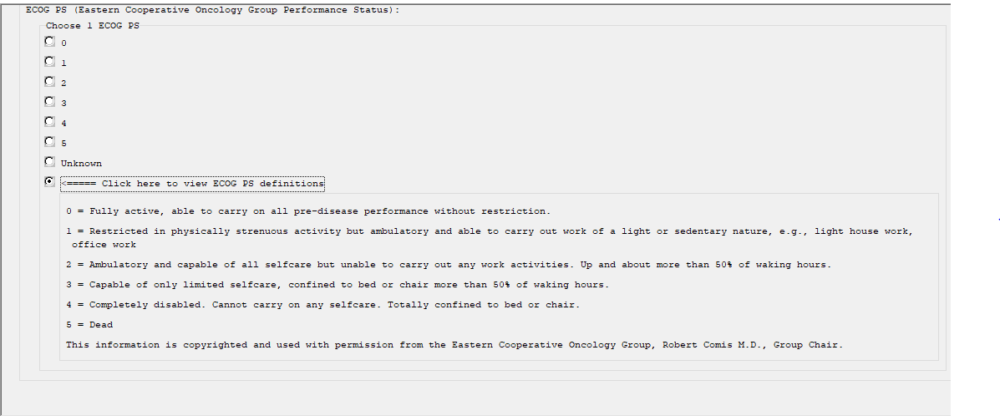 ECOG PS (Eastern Cooperative Oncology Group Performance Status):
Choose 1 ECOG PS
0
1
2
3
4
5
Unknown
<===== Click here to view ECOG PS definitions
0 = Fully active, able to carry on all pre-disease performance without restriction.
1 = Restricted in physically strenuous activity but ambulatory and able to carry out work of a light or sedentary nature, e.g., light house work,
office work
2 = Ambulatory and capable of all selfcare but unable to carry out any work activities. Up and about more than 50% of waking hours.
3 = Capable of only limited selfcare, confined to bed or chair more than 50% of waking hours.
4 = Completely disabled. Cannot carry on any selfcare. Totally confined to bed or chair.
5 = Dead
This information is copyrighted and used with permission from the Eastern Cooperative Oncology Group, Robert Comis M.D., Group Chair.